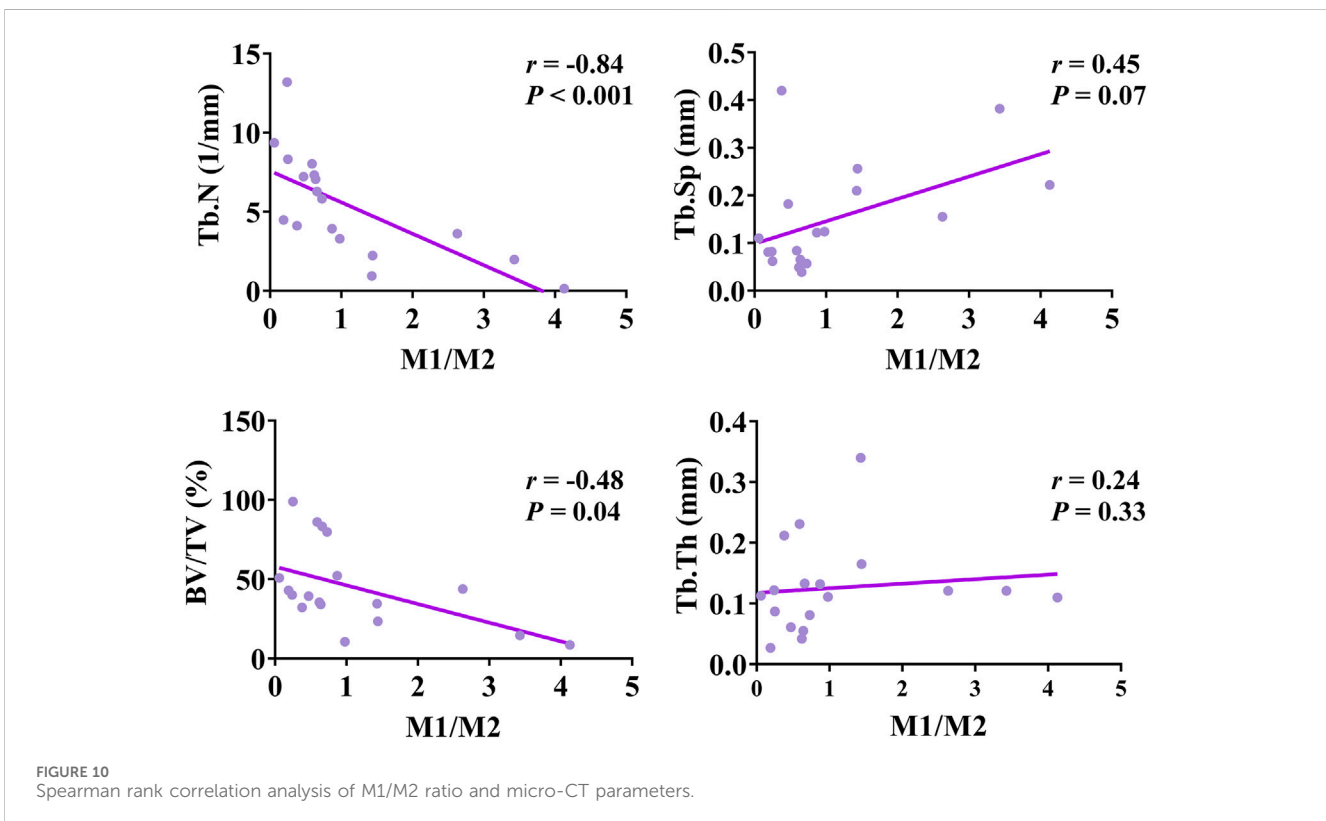 15
10
5
0
Tb.N (1/mm)
r = -0.84
P < 0.001
0 1 2 3 4 5
M1/M2
0.5
0.4
0.3
0.2
0.1
0.0
Tb.Sp (mm)
r = 0.45
P = 0.07
0 1 2 3 4 5
M1/M2
150
100
50
0
BV/TV (%)
r = -0.48
P = 0.04
0 1 2 3 4 5
M1/M2
0.4
0.3
0.2
0.1
0.0
Tb.Th (mm)
r = 0.24
P = 0.33
0 1 2 3 4 5
M1/M2
FIGURE 10
Spearman rank correlation analysis of M1/M2 ratio and micro-CT parameters.